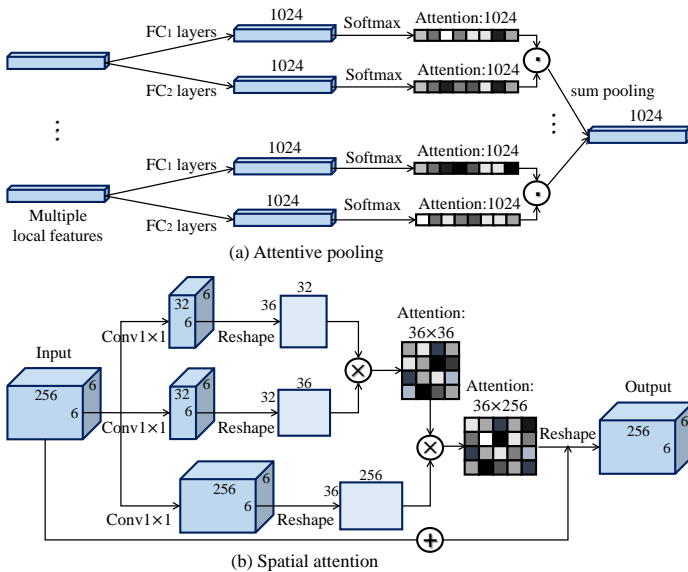 1024
FC1 layers
Softmax
Attention:1024
1024
FC2 layers
Softmax
Attention:1024
sum pooling
1024
1024
FC1 layers
Softmax
Attention:1024
1024
FC2 layers
Softmax
Attention:1024
Multiple
local features
(a) Attentive pooling
32
6
6
Conv1×1
36
32
Reshape
Attention:
36×36
Input
256
6
6
32
6
6
Conv1×1
36
32
Reshape
Attention:
36×256
Reshape
Output
256
6
6
256
6
6
Conv1×1
256
36
Reshape
(b) Spatial attention